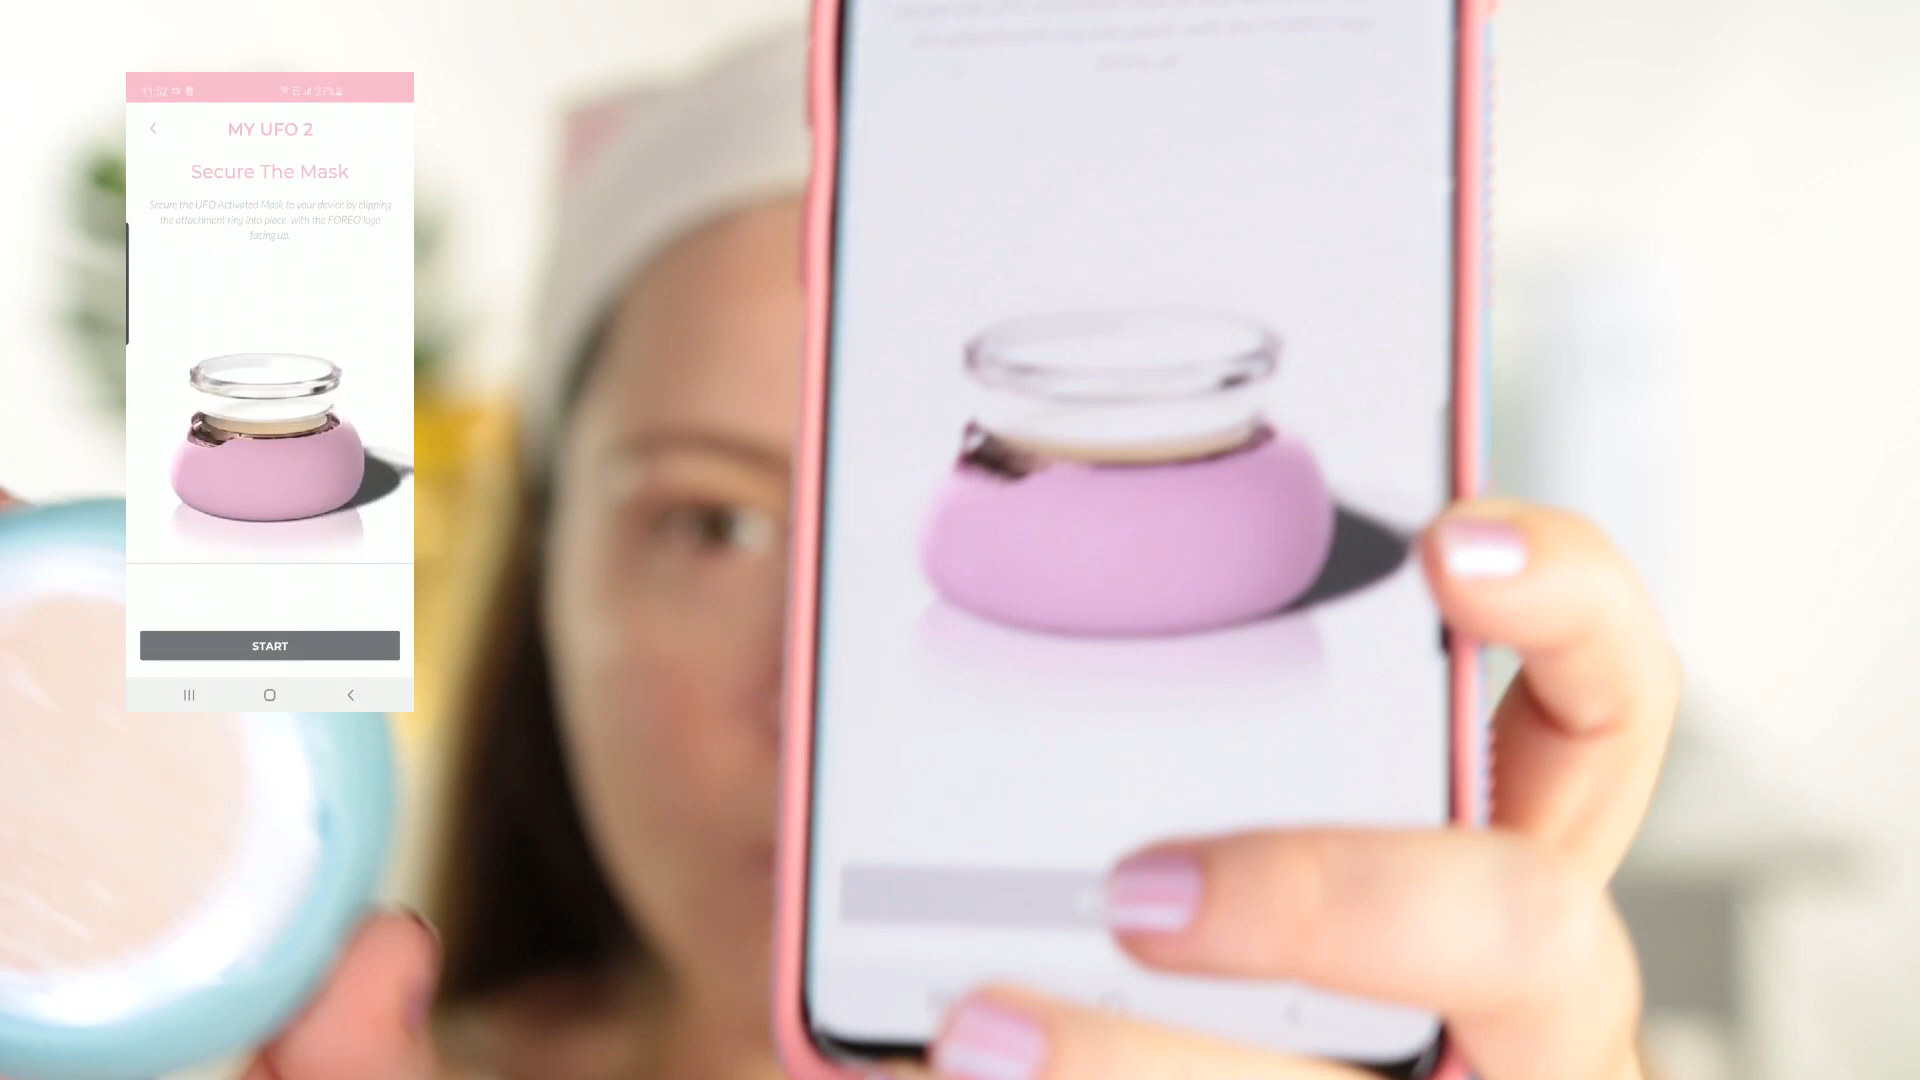 11:52
27%
MY UFO 2
Secure The Mask
Secure the UFO Activated Mask to your device by clipping
the attachment ring into place, with the FOREO logo
facing up.
START